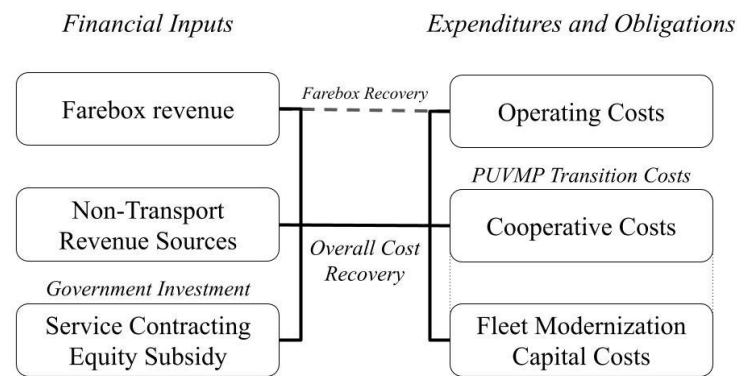 Financial Inputs
Expenditures and Obligations
Farebox revenue
Farebox Recovery
Operating Costs
PUVMP Transition Costs
Non-Transport
Revenue Sources
Cooperative Costs
Overall Cost
Recovery
Government Investment
Service Contracting
Equity Subsidy
Fleet Modernization
Capital Costs